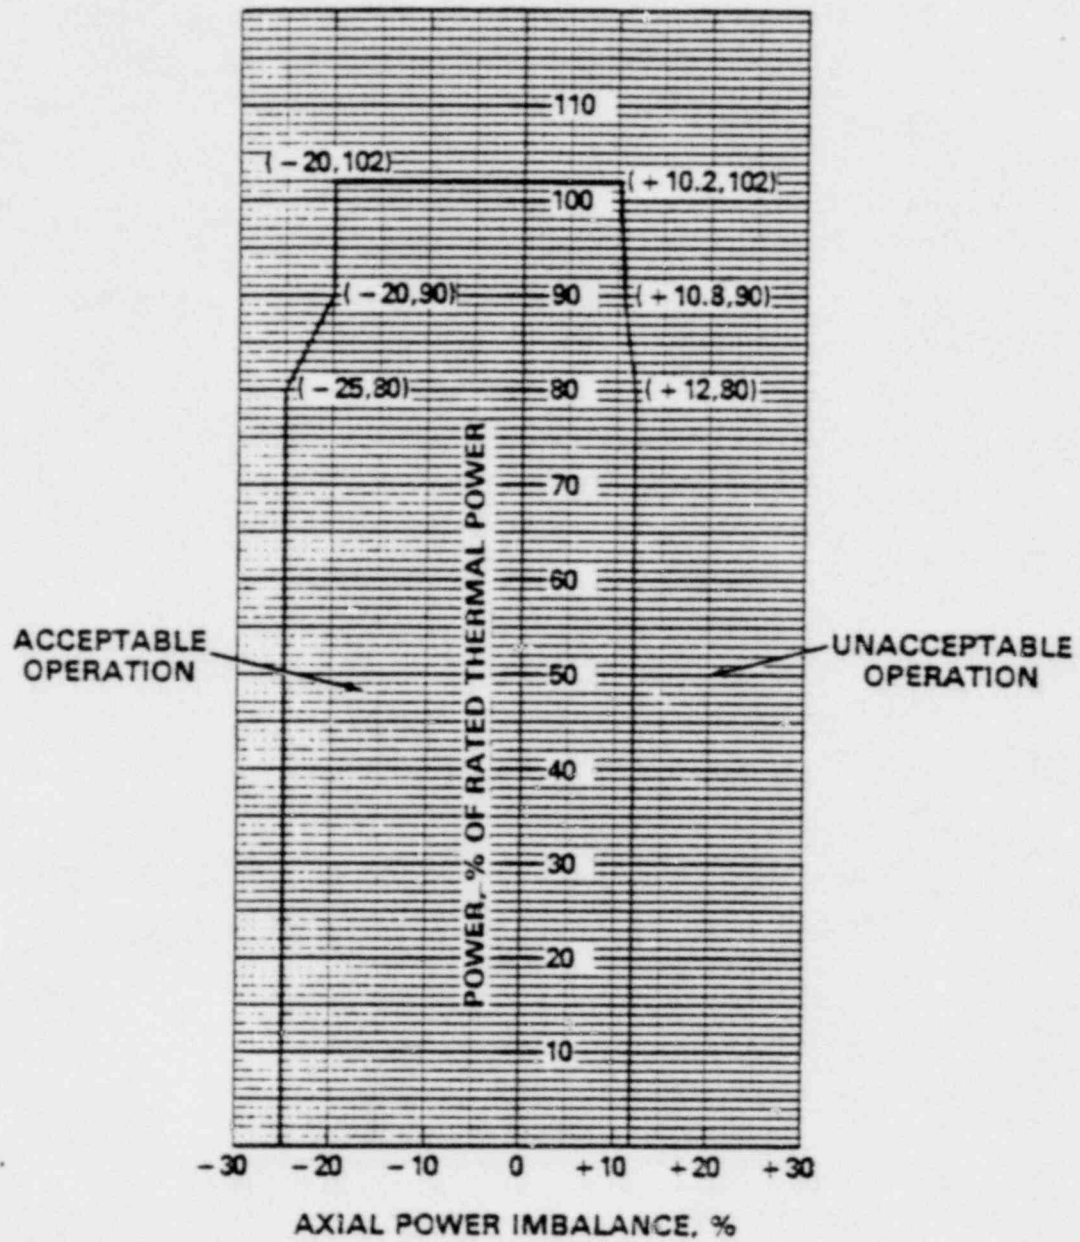 110
(-20,102)
(+10.2,102)
100
(-20,90)
90
(+10.8,90)
(-25,80)
80
(+12,80)
POWER, % OF RATED THERMAL POWER
70
60
ACCEPTABLE
OPERATION
UNACCEPTABLE
OPERATION
50
40
30
20
10
-30 -20 -10 0 +10 +20 +30
AXIAL POWER IMBALANCE, %